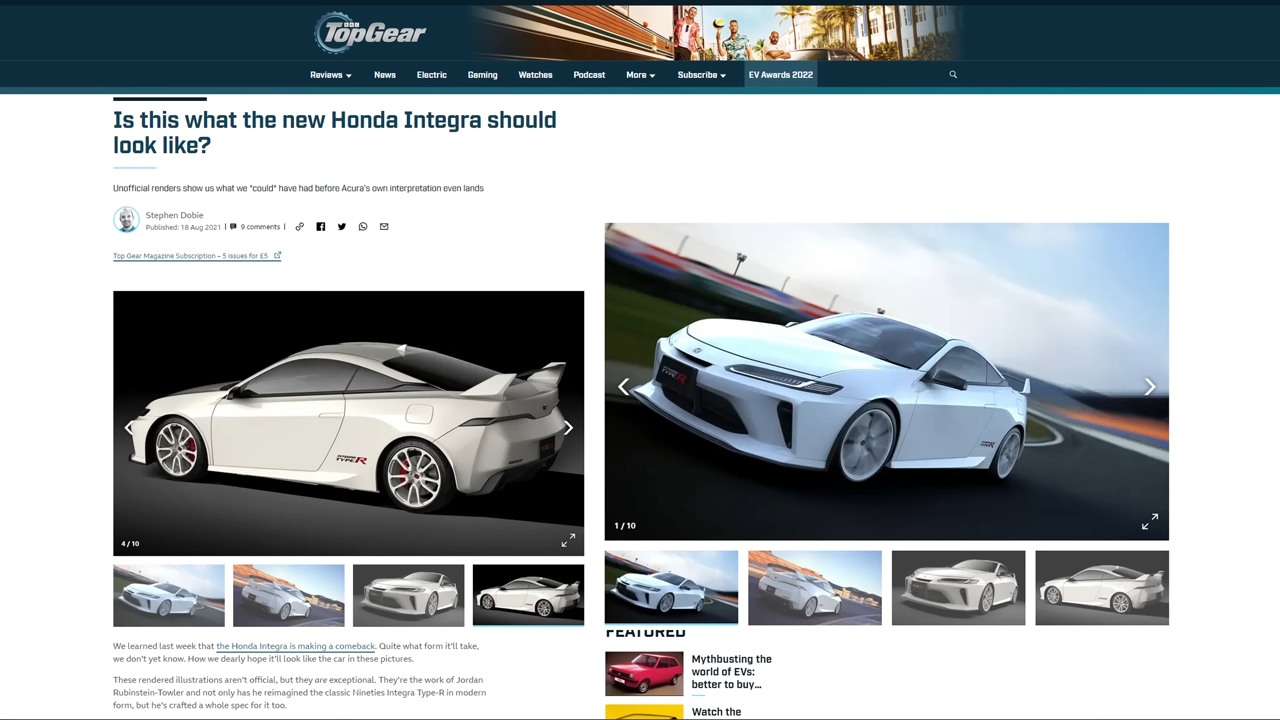 BBC
TopGear
Reviews
News
Electric
Gaming
Watches
Podcast
More
Subscribe
EV Awards 2022
Is this what the new Honda Integra should
look like?
Unofficial renders show us what we "could" have had before Acura's own interpretation even lands
Stephen Dobie
Published: 18 Aug 2021
9 comments
Top Gear Magazine Subscription – 5 issues for £5
INTEGRA
TYPE R
4 / 10
TYPE R
INTEGRA
TYPE R
1 / 10
We learned last week that the Honda Integra is making a comeback. Quite what form it'll take,
we don't yet know. How we dearly hope it'll look like the car in these pictures.
These rendered illustrations aren't official, but they are exceptional. They're the work of Jordan
Rubinstein-Towler and not only has he reimagined the classic Nineties Integra Type-R in modern
form, but he's crafted a whole spec for it too.
FEATURED
Mythbusting the
world of EVs:
better to buy...
Watch the